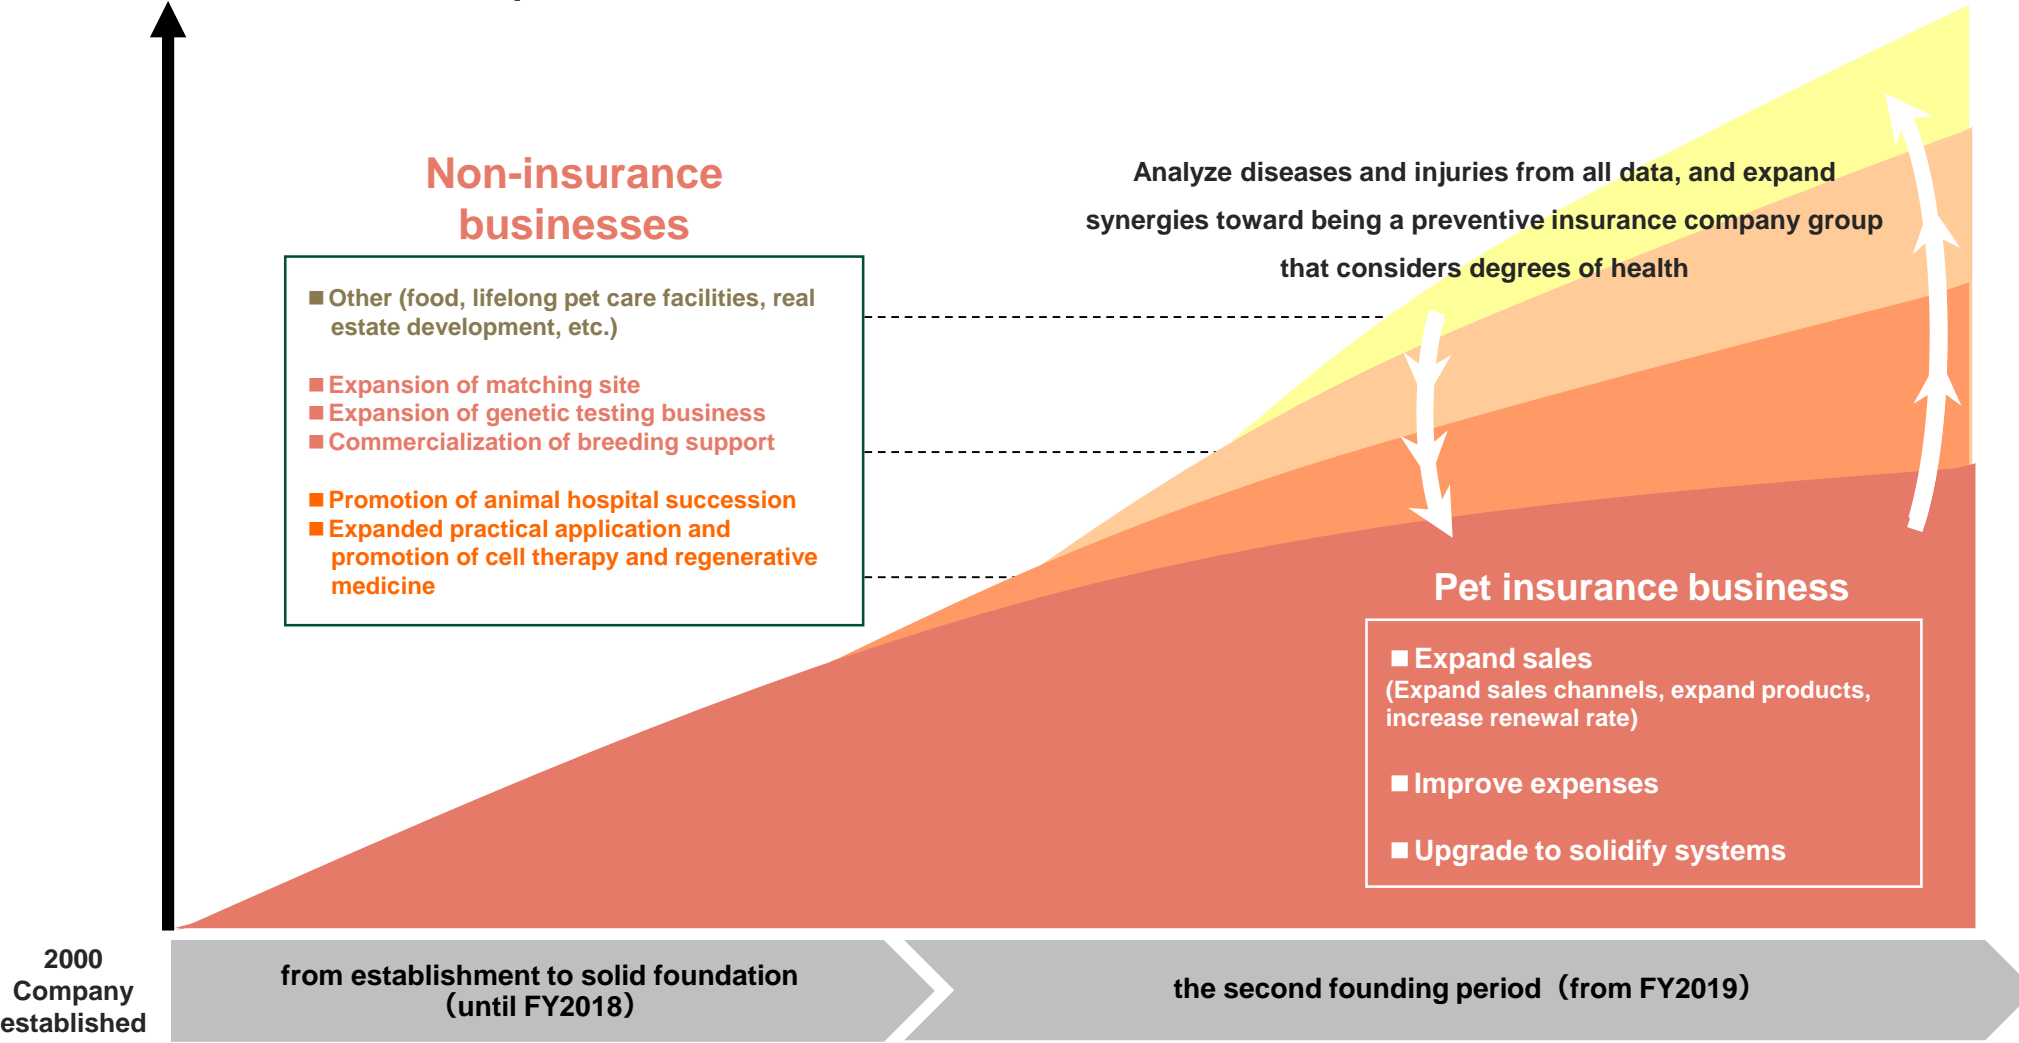 Non-insurance
businesses
■ Other (food, lifelong pet care facilities, real
estate development, etc.)
■ Expansion of matching site
■ Expansion of genetic testing business
■ Commercialization of breeding support
■ Promotion of animal hospital succession
■ Expanded practical application and
promotion of cell therapy and regenerative
medicine
Analyze diseases and injuries from all data, and expand
synergies toward being a preventive insurance company group
that considers degrees of health
Pet insurance business
■ Expand sales
(Expand sales channels, expand products,
increase renewal rate)
■ Improve expenses
■ Upgrade to solidify systems
2000
Company
established
from establishment to solid foundation
（until FY2018）
the second founding period（from FY2019）